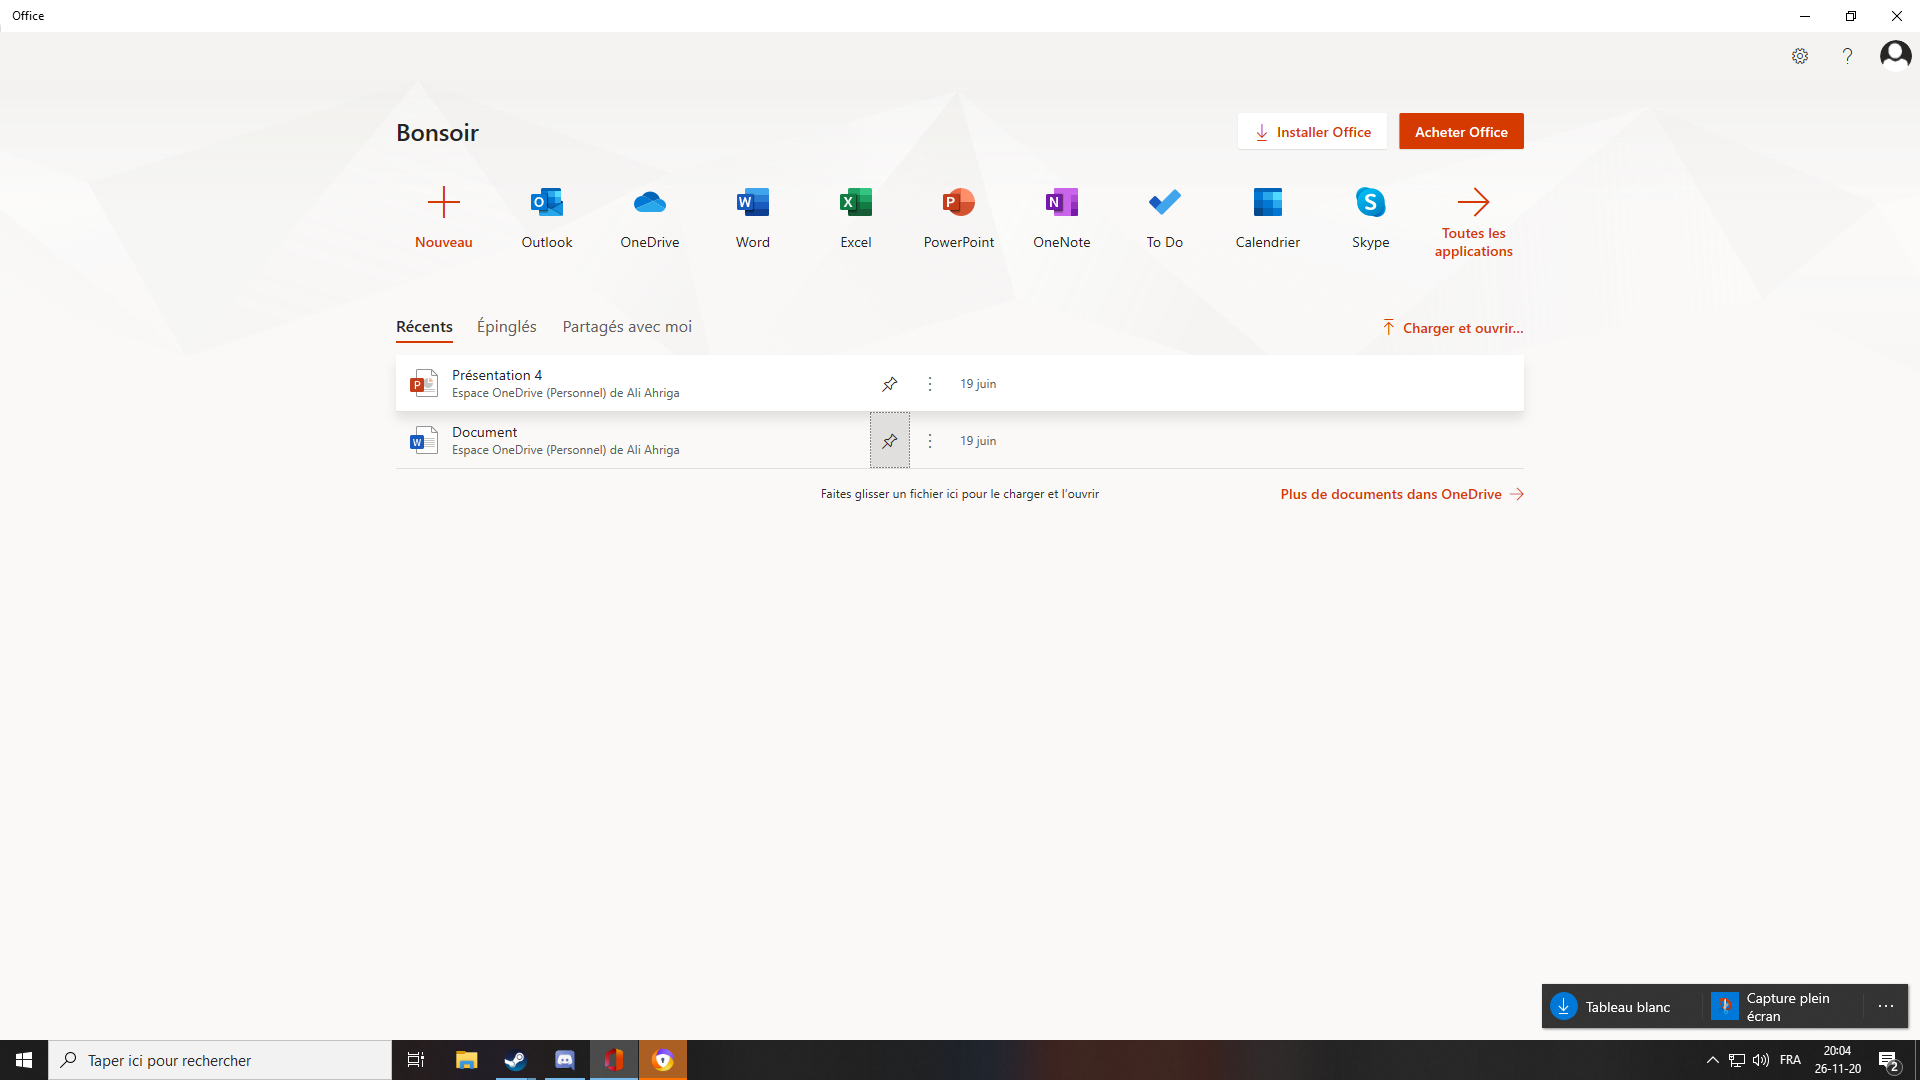 Office
Bonsoir
Installer Office
Acheter Office
Nouveau
Outlook
OneDrive
Word
Excel
PowerPoint
OneNote
To Do
Calendrier
Skype
Toutes les
applications
Récents
Épinglés
Partagés avec moi
Charger et ouvrir...
Présentation 4
Espace OneDrive (Personnel) de Ali Ahriga
19 juin
Document
Espace OneDrive (Personnel) de Ali Ahriga
19 juin
Faites glisser un fichier ici pour le charger et l'ouvrir
Plus de documents dans OneDrive
Tableau blanc
Capture plein
écran
Taper ici pour rechercher
FRA
20:04
26-11-20
2